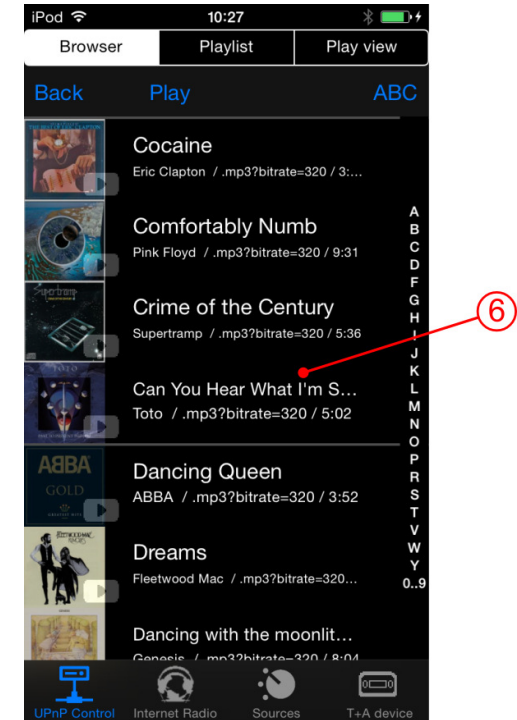 iPod 10:27
Browser Playlist Play view
Back Play ABC
Cocaine
Eric Clapton / .mp3?bitrate=320 / 3:...
Comfortably Numb
Pink Floyd / .mp3?bitrate=320 / 9:31
Crime of the Century
Supertramp / .mp3?bitrate=320 / 5:36
Can You Hear What I'm S...
Toto / .mp3?bitrate=320 / 5:02
ABBA
GOLD
GREATEST HITS
Dancing Queen
ABBA / .mp3?bitrate=320 / 3:52
Dreams
Fleetwood Mac / .mp3?bitrate=320...
Dancing with the moonlit...
Genesis / .mp3?bitrate=320 / 8:04
A
B
C
D
F
G
H
I
J
K
L
M
N
O
P
R
S
T
V
W
Y
0..9
6
UPnP Control Internet Radio Sources T+A device